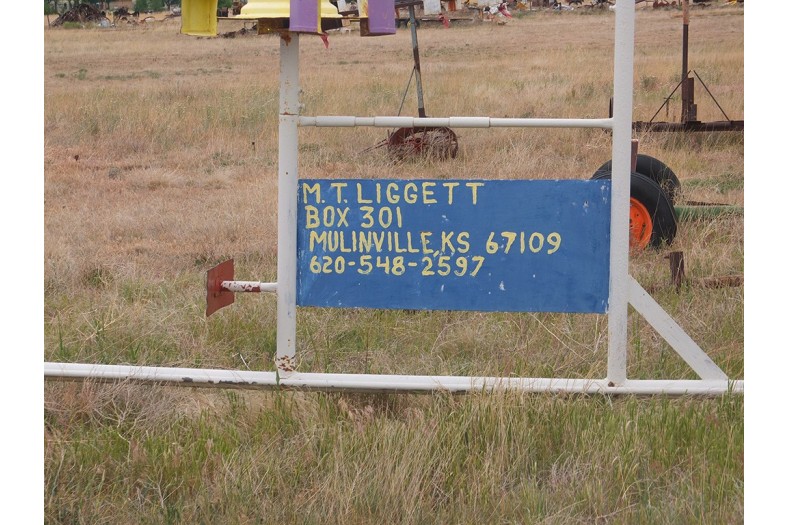 M.T. LIGGETT
BOX 301
MULINVILLE, KS 67109
620-548-2597